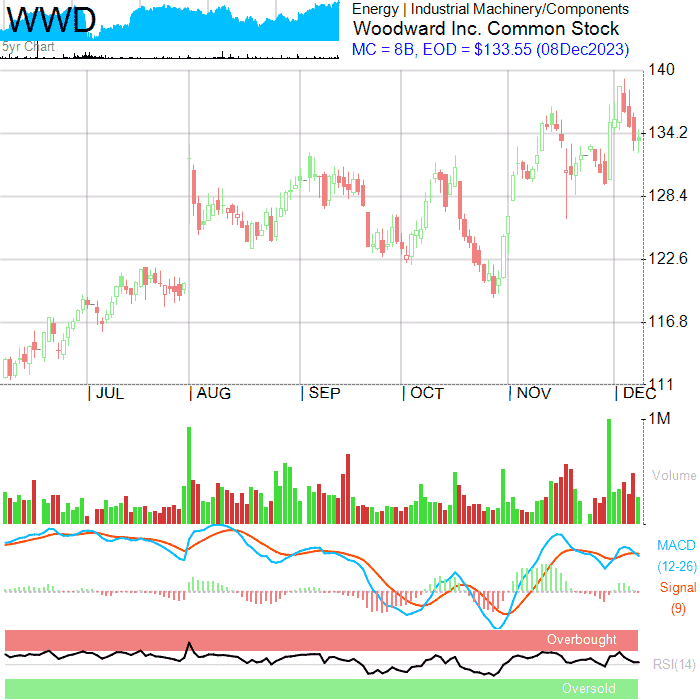 WWD
5yr Chart
Energy | Industrial Machinery/Components
Woodward Inc. Common Stock
MC = 8B, EOD = $133.55 (08Dec2023)
140
134.2
128.4
122.6
116.8
111
JUL
AUG
SEP
OCT
NOV
DEC
1M
Volume
MACD
(12-26)
Signal
(9)
Overbought
RSI(14)
Oversold